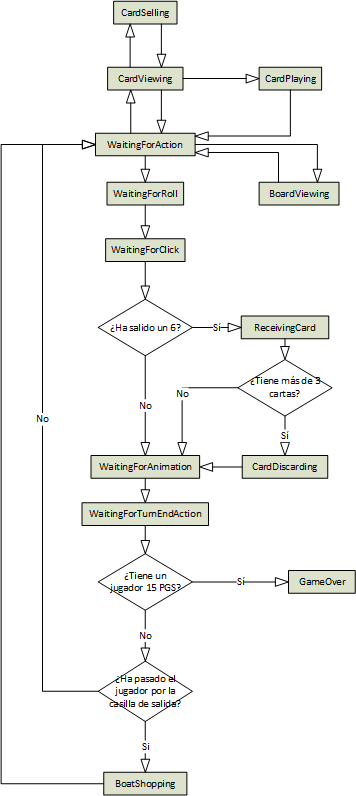 CardSelling
CardViewing
CardPlaying
WaitingForAction
WaitingForRoll
BoardViewing
WaitingForClick
¿Ha salido un 6?
Sí
ReceivingCard
¿Tiene más de 3
cartas?
No
No
No
Sí
WaitingForAnimation
CardDiscarding
WaitingForTurnEndAction
¿Tiene un
jugador 15 PGS?
Sí
GameOver
No
¿Ha pasado el
jugador por la
casilla de salida?
Sí
BoatShopping